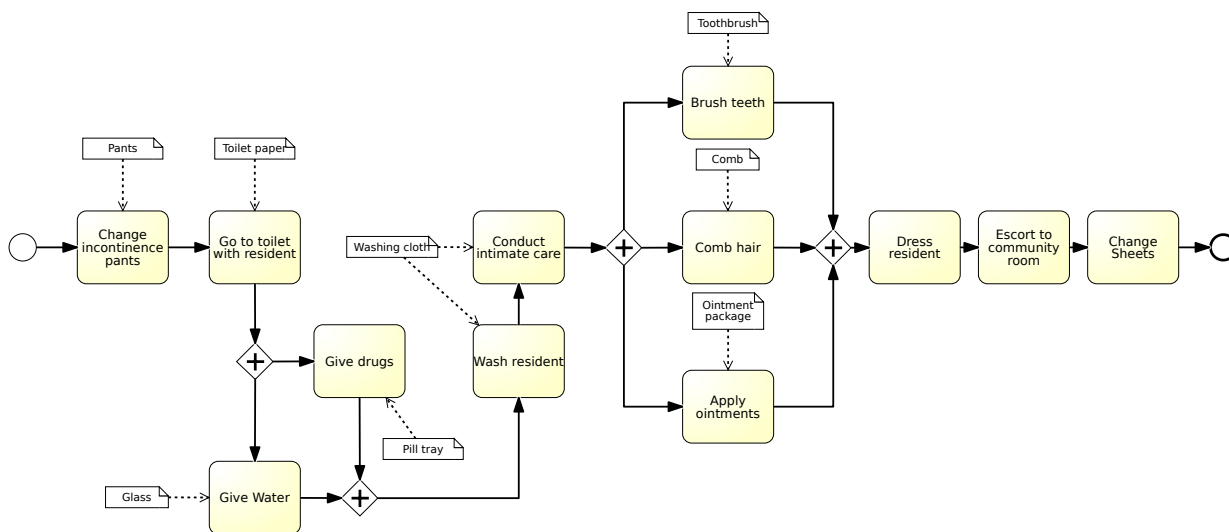 Toothbrush
Brush teeth
Pants
Toilet paper
Comb
Change
incontinence
pants
Go to toilet
with resident
Washing cloth
Conduct
intimate care
Comb hair
Dress
resident
Escort to
community
room
Change
Sheets
Ointment
package
Give drugs
Wash resident
Apply
ointments
Pill tray
Glass
Give Water